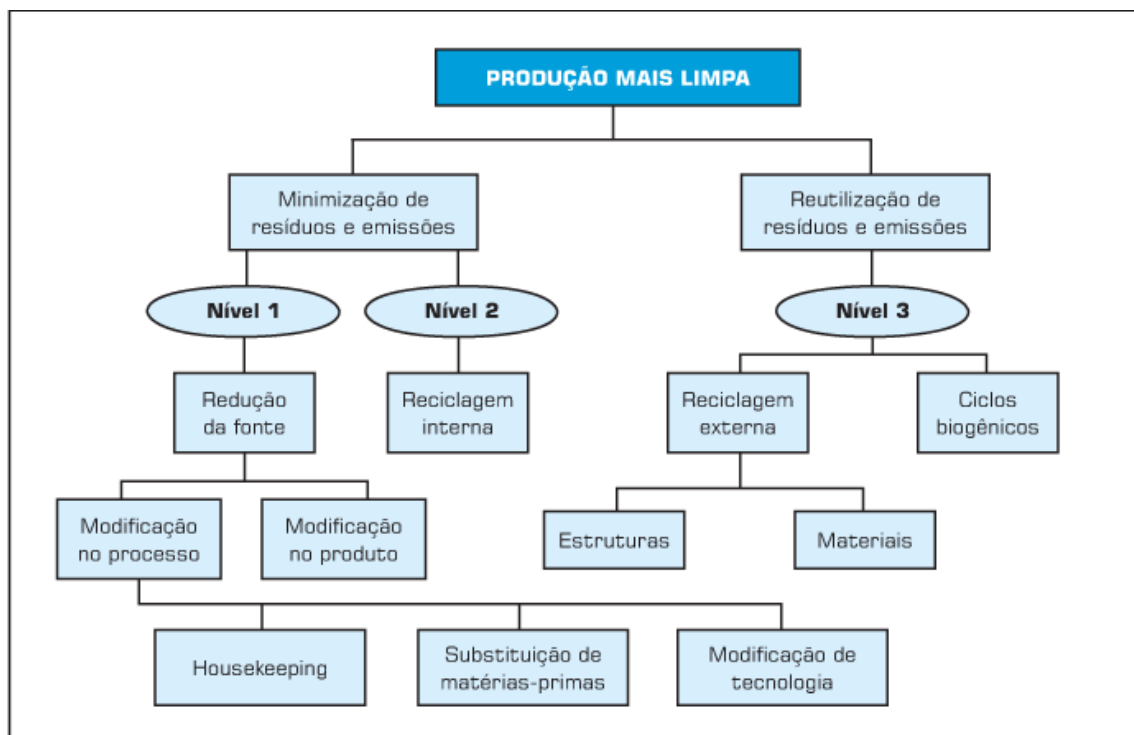 PRODUÇÃO MAIS LIMPA
Minimização de
resíduos e emissões
Reutilização de
resíduos e emissões
Nível 1
Nível 2
Nível 3
Redução
da fonte
Reciclagem
interna
Reciclagem
externa
Ciclos
biogênicos
Modificação
no processo
Modificação
no produto
Estruturas
Materiais
Housekeeping
Substituição de
matérias-primas
Modificação de
tecnologia